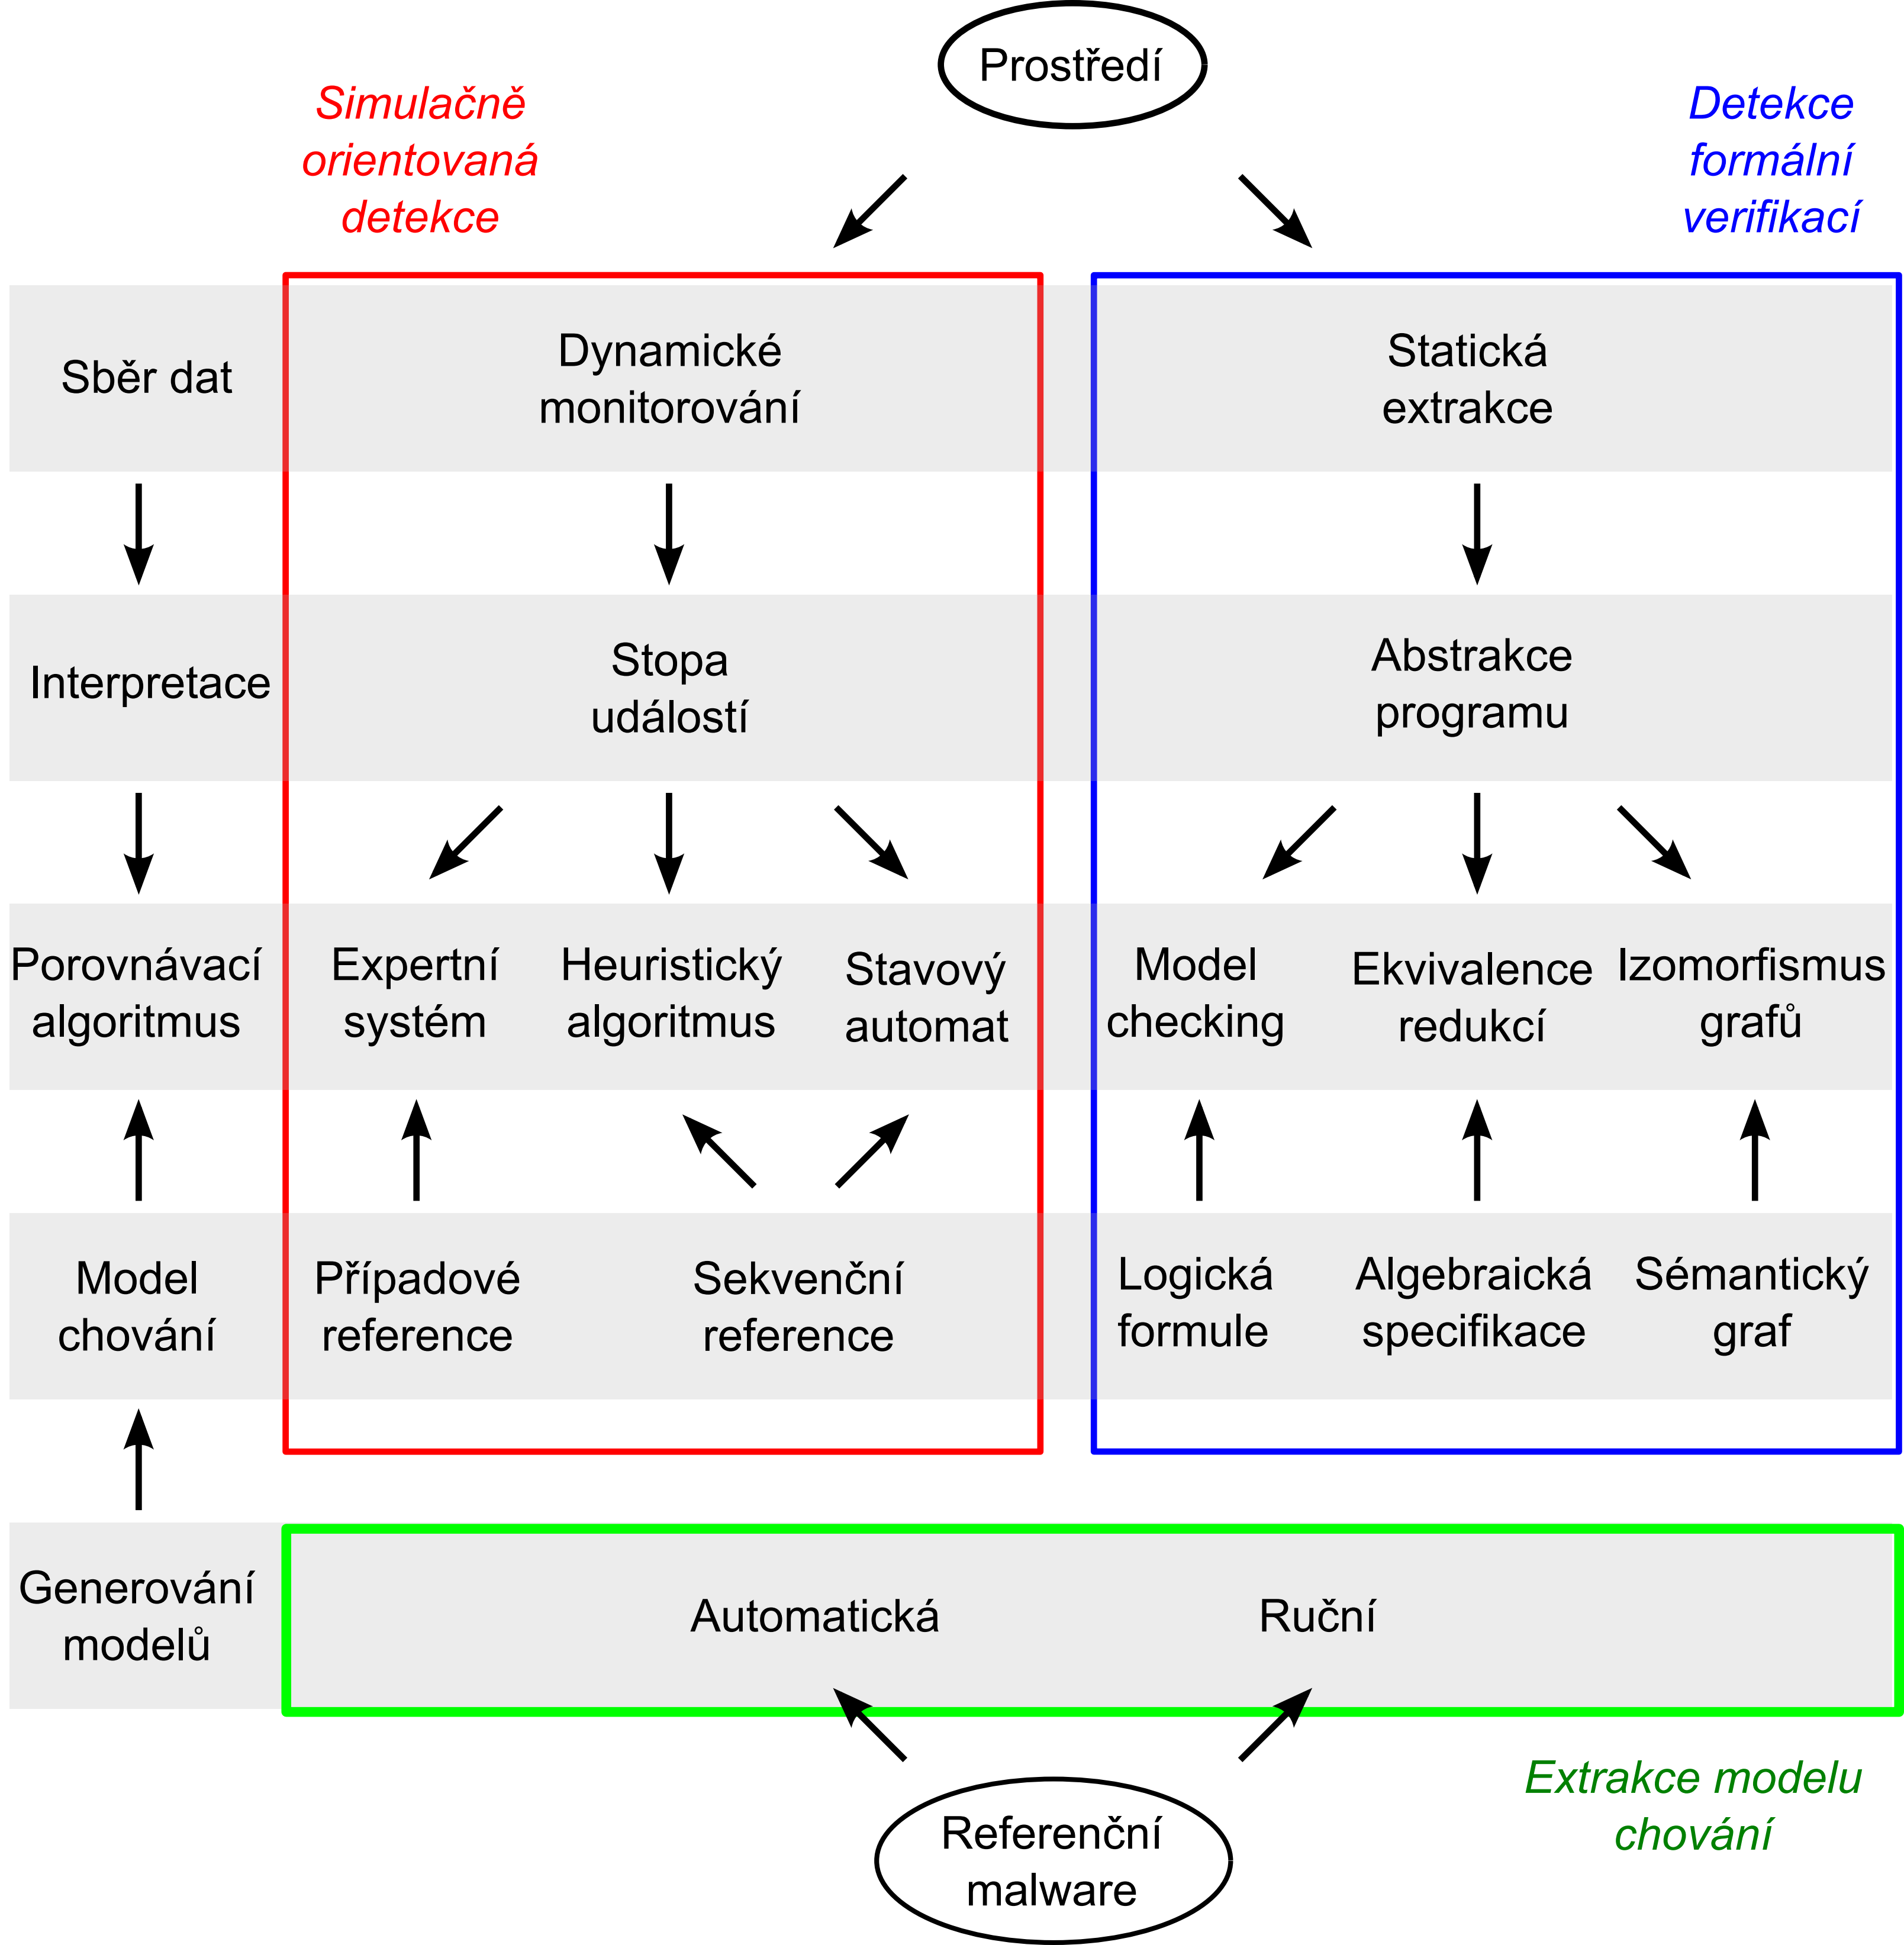 Prostředí
Simulačně
orientovaná
detekce
Detekce
formální
verifikací
Sběr dat
Dynamické
monitorování
Statická
extrakce
Interpretace
Stopa
událostí
Abstrakce
programu
Porovnávací
algoritmus
Expertní
systém
Heuristický
algoritmus
Stavový
automat
Model
checking
Ekvivalence
redukcí
Izomorfismus
grafů
Model
chování
Případové
reference
Sekvenční
reference
Logická
formule
Algebraická
specifikace
Sémantický
graf
Generování
modelů
Automatická
Ruční
Extrakce modelu
chování
Referenční
malware